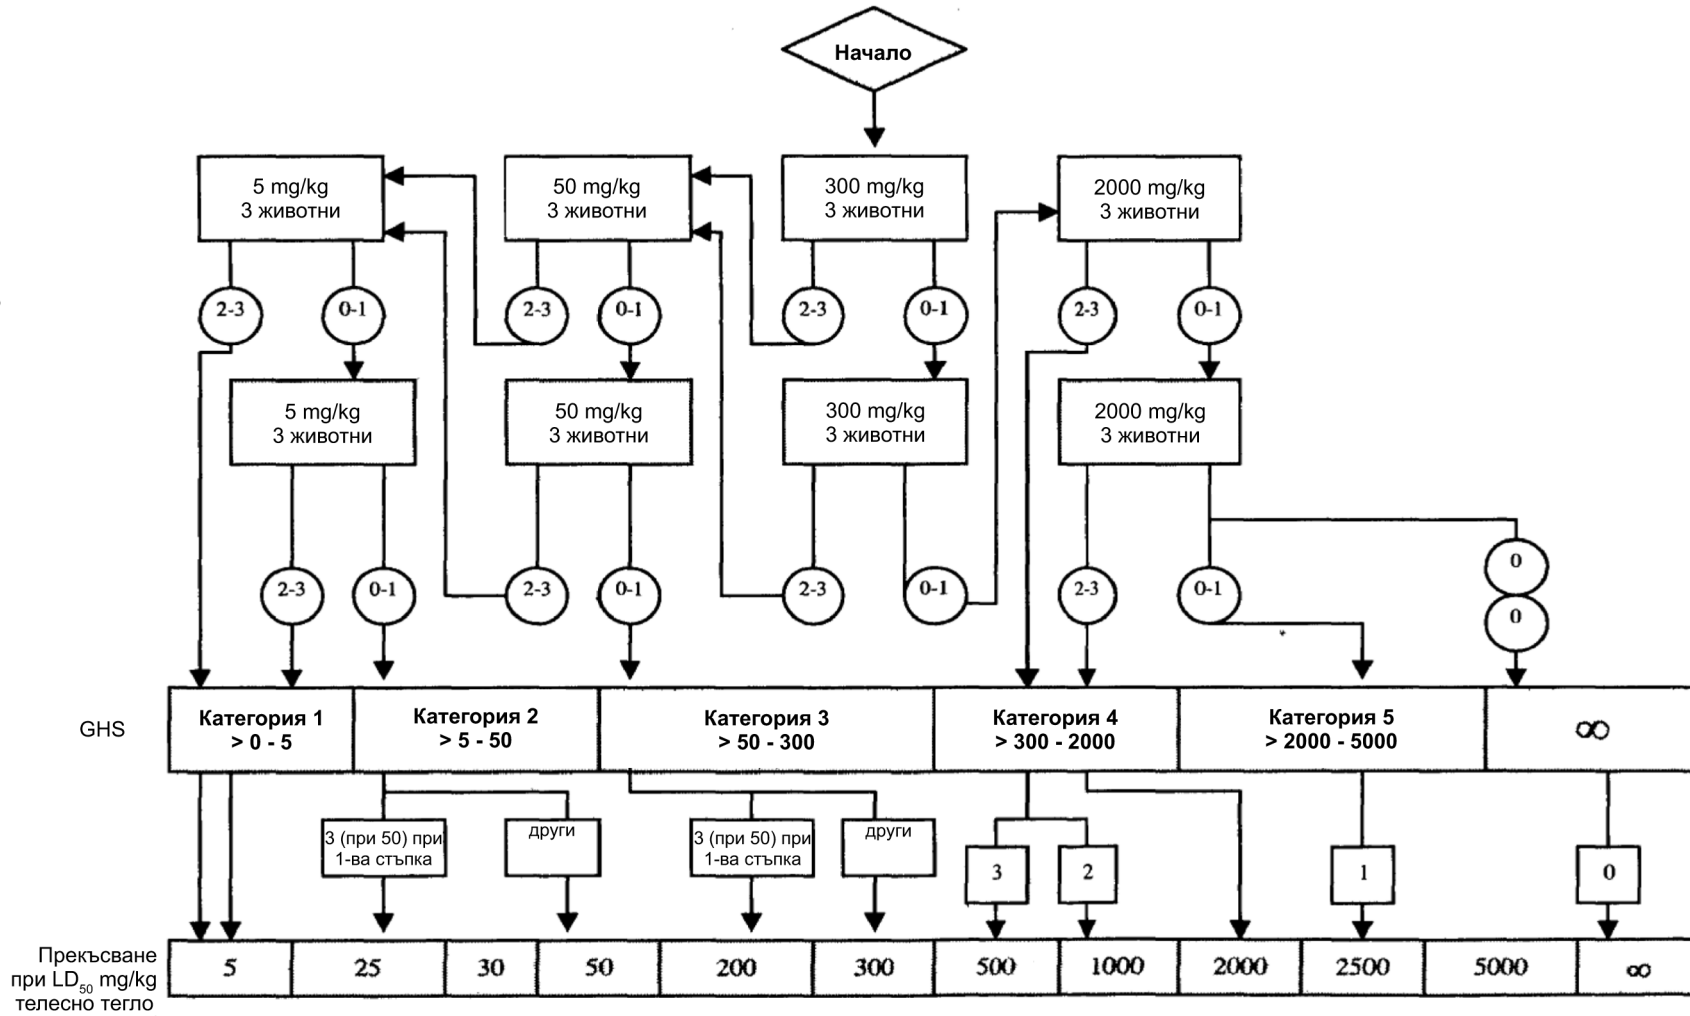 Начало
5 mg/kg
3 животни
50 mg/kg
3 животни
300 mg/kg
3 животни
2000 mg/kg
3 животни
2-3
0-1
2-3
0-1
2-3
0-1
2-3
0-1
5 mg/kg
3 животни
50 mg/kg
3 животни
300 mg/kg
3 животни
2000 mg/kg
3 животни
2-3
0-1
2-3
0-1
2-3
0-1
2-3
0-1
0
0
GHS
Категория 1
> 0 - 5
Категория 2
> 5 - 50
Категория 3
> 50 - 300
Категория 4
> 300 - 2000
Категория 5
> 2000 - 5000
∞
3 (при 50) при
1-ва стъпка
други
3 (при 50) при
1-ва стъпка
други
3
2
1
0
Прекъсване
при LD50 mg/kg
телесно тегло
5
25
30
50
200
300
500
1000
2000
2500
5000
∞